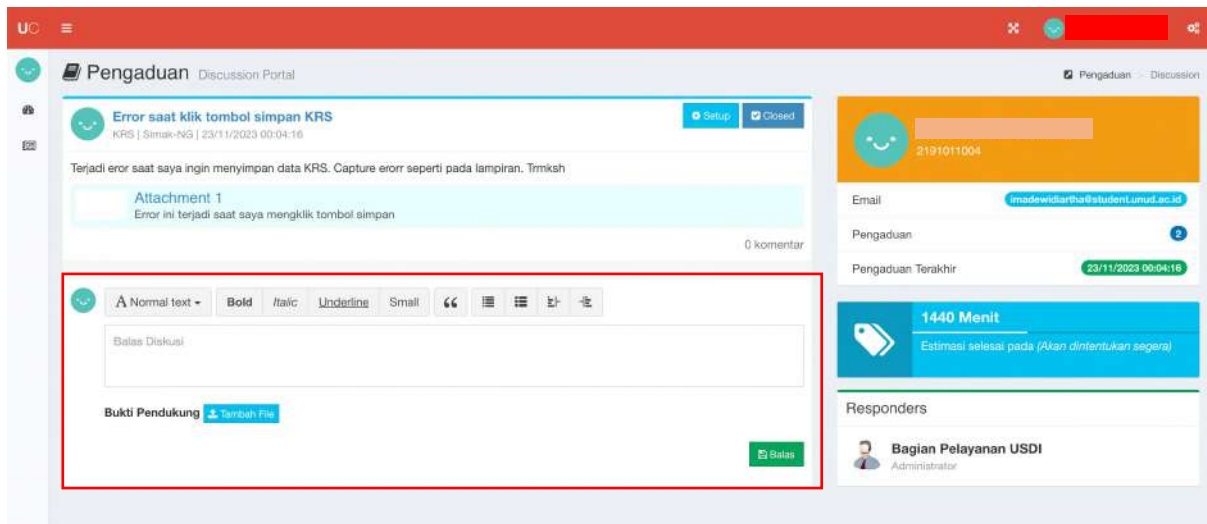 UC
Pengaduan Discussion Portal
Pengaduan > Discussion
Error saat klik tombol simpan KRS
KRS | Simak-NG | 23/11/2023 00:04:16
Setup
Closed
Terjadi eror saat saya ingin menyimpan data KRS. Capture erorr seperti pada lampiran. Trmksh
Attachment 1
Error ini terjadi saat saya mengklik tombol simpan
0 komentar
A Normal text Bold Italic Underline Small
Balas Diskusi
Bukti Pendukung Tambah File
Balas
2191011004
Email imadewidiartha@student.unud.ac.id
Pengaduan 2
Pengaduan Terakhir 23/11/2023 00:04:16
1440 Menit
Estimasi selesai pada (Akan dintentukan segera)
Responders
Bagian Pelayanan USDI
Administrator